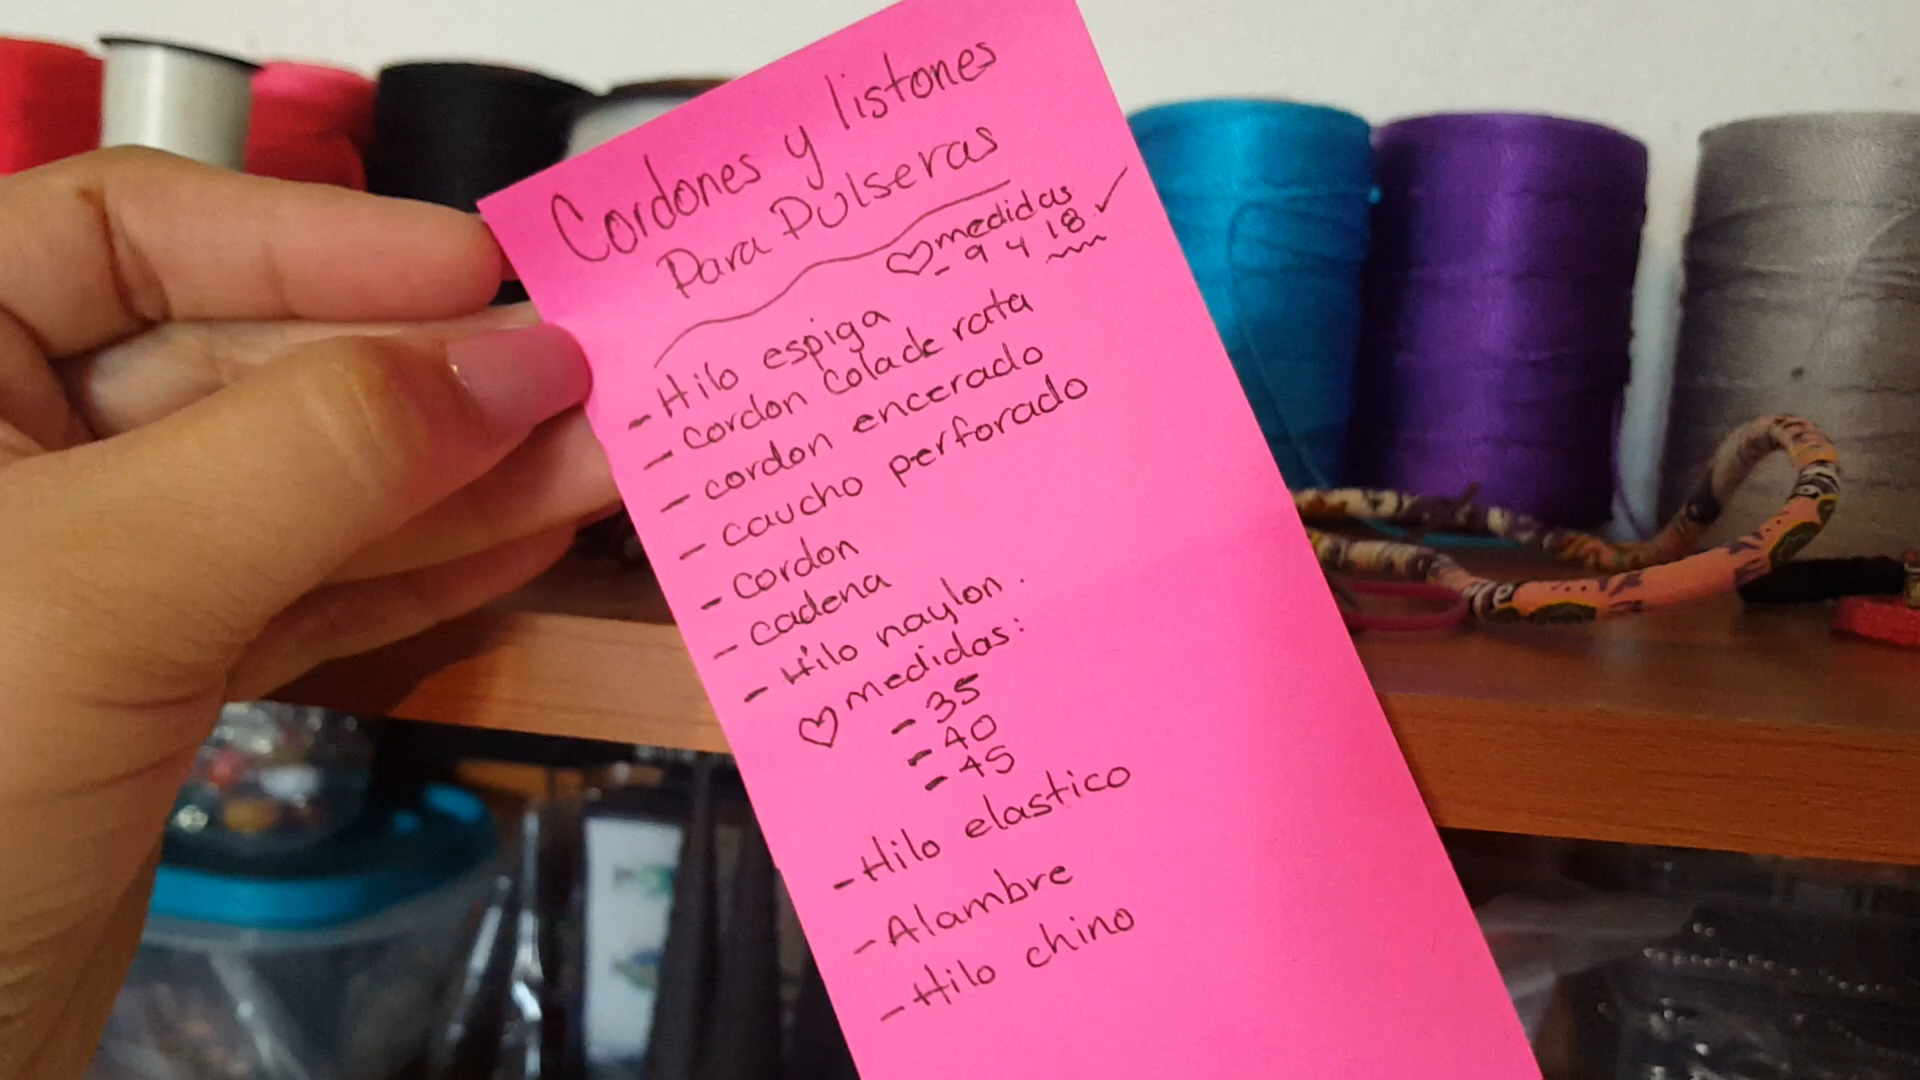 Cordones y listones
Para Pulseras
♡ medidas ✓
- 9 y 18
- Hilo espiga
- cordon cola de rata
- cordon encerado
- caucho perforado
- cordon
- cadena
- Hilo naylon.
♡ medidas:
- 35
- 40
- 45
- Hilo elastico
- Alambre
- Hilo chino